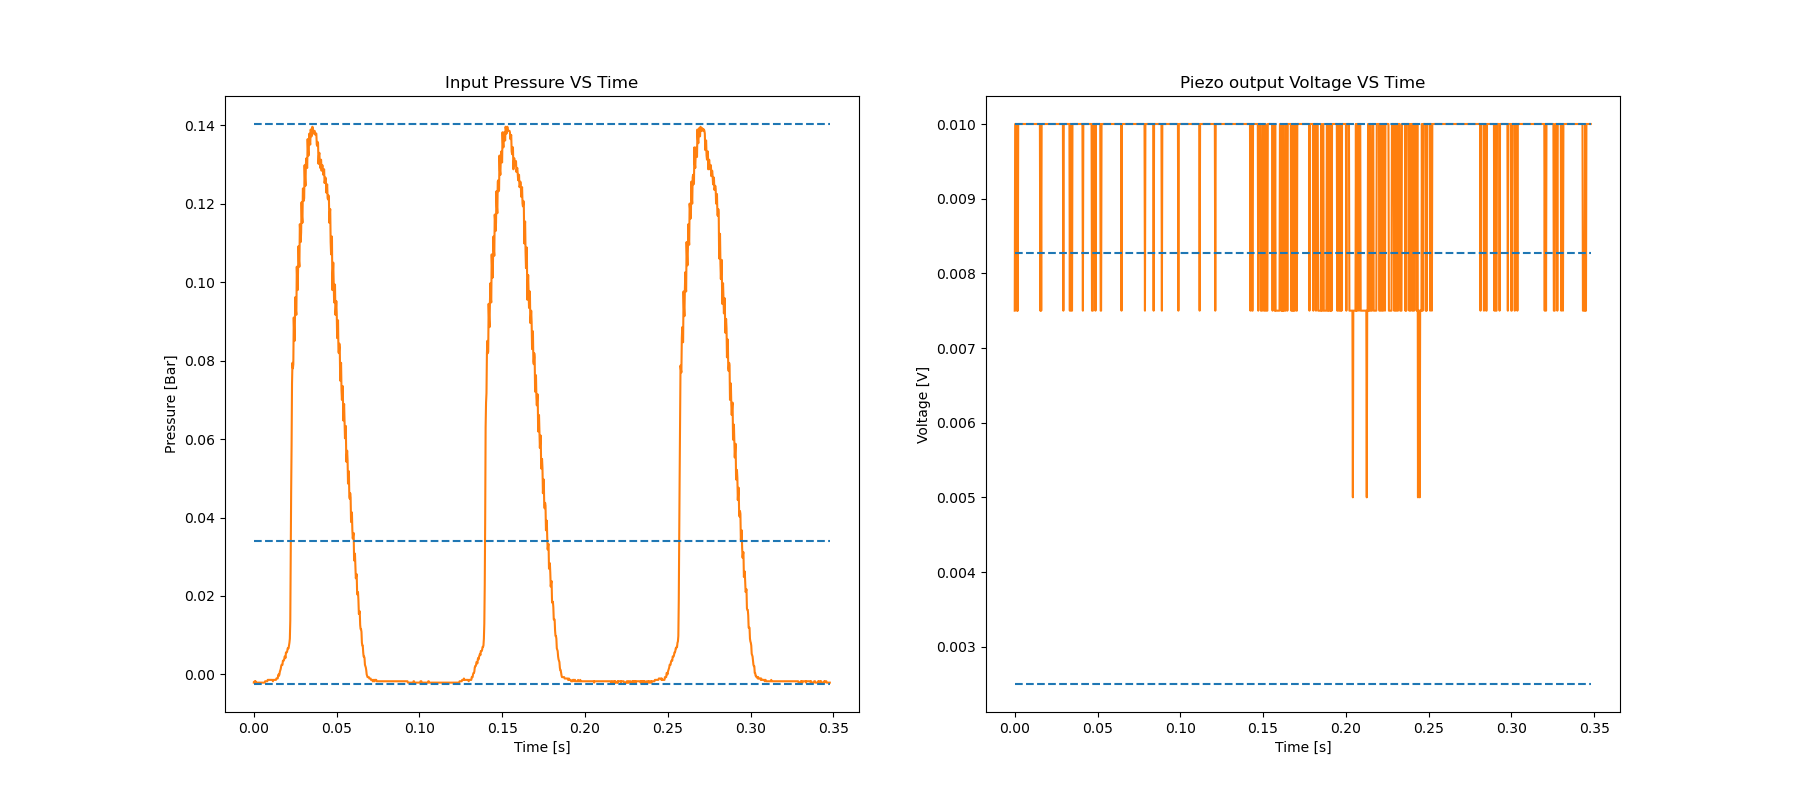 Input Pressure VS Time
Pressure [Bar]
0.14
0.12
0.10
0.08
0.06
0.04
0.02
0.00
0.00 0.05 0.10 0.15 0.20 0.25 0.30 0.35
Time [s]
Piezo output Voltage VS Time
Voltage [V]
0.010
0.009
0.008
0.007
0.006
0.005
0.004
0.003
0.00 0.05 0.10 0.15 0.20 0.25 0.30 0.35
Time [s]